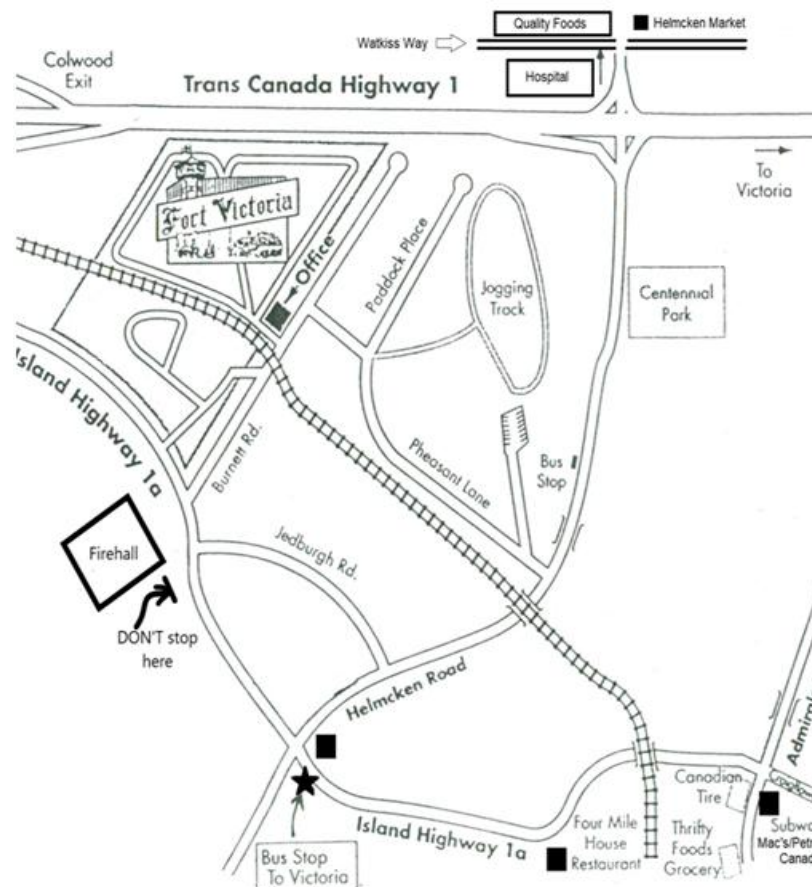 Quality Foods
Helmcken Market
Watkiss Way
Hospital
Colwood
Exit
Trans Canada Highway 1
To
Victoria
Fort Victoria
Office
Paddock Place
Jogging
Track
Centennial
Park
Island Highway 1a
Burnett Rd.
Pheasant Lane
Bus
Stop
Firehall
Jedburgh Rd.
DON'T stop
here
Helmcken Road
Island Highway 1a
Bus Stop
To Victoria
Four Mile
House
Restaurant
Canadian
Tire
Thrifty
Foods
Grocery